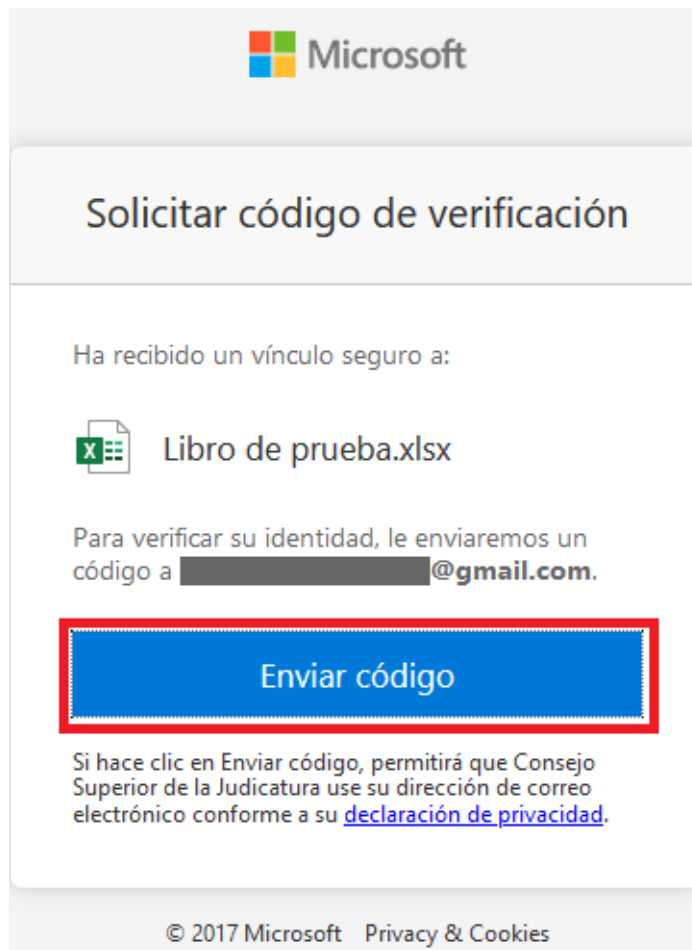 Microsoft
Solicitar código de verificación
Ha recibido un vínculo seguro a:
X
Libro de prueba.xlsx
Para verificar su identidad, le enviaremos un
código a @gmail.com.
Enviar código
Si hace clic en Enviar código, permitirá que Consejo
Superior de la Judicatura use su dirección de correo
electrónico conforme a su declaración de privacidad.
© 2017 Microsoft Privacy & Cookies